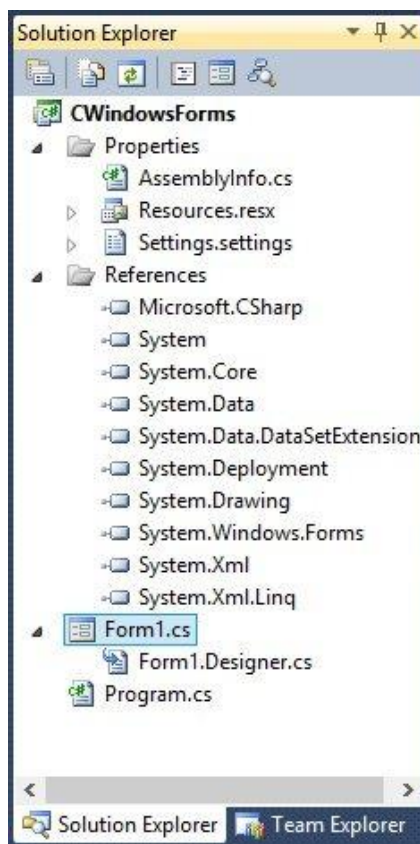 Solution Explorer
CWindowsForms
Properties
AssemblyInfo.cs
Resources.resx
Settings.settings
References
Microsoft.CSharp
System
System.Core
System.Data
System.Data.DataSetExtension
System.Deployment
System.Drawing
System.Windows.Forms
System.Xml
System.Xml.Linq
Form1.cs
Form1.Designer.cs
Program.cs
Solution Explorer Team Explorer